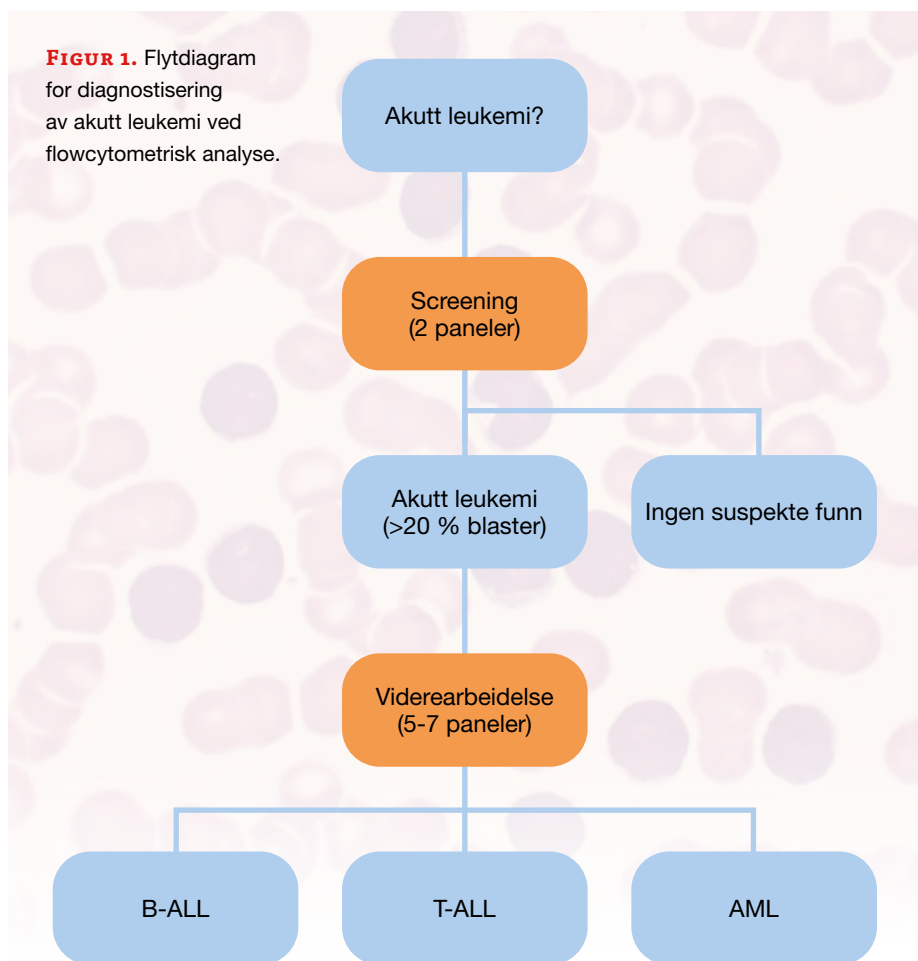 FIGUR 1. Flytdiagram
for diagnostisering
av akutt leukemi ved
flowcytometrisk analyse.
Akutt leukemi?
Screening
(2 paneler)
Akutt leukemi
(>20 % blaster)
Ingen suspekte funn
Viderearbeidelse
(5-7 paneler)
B-ALL
T-ALL
AML